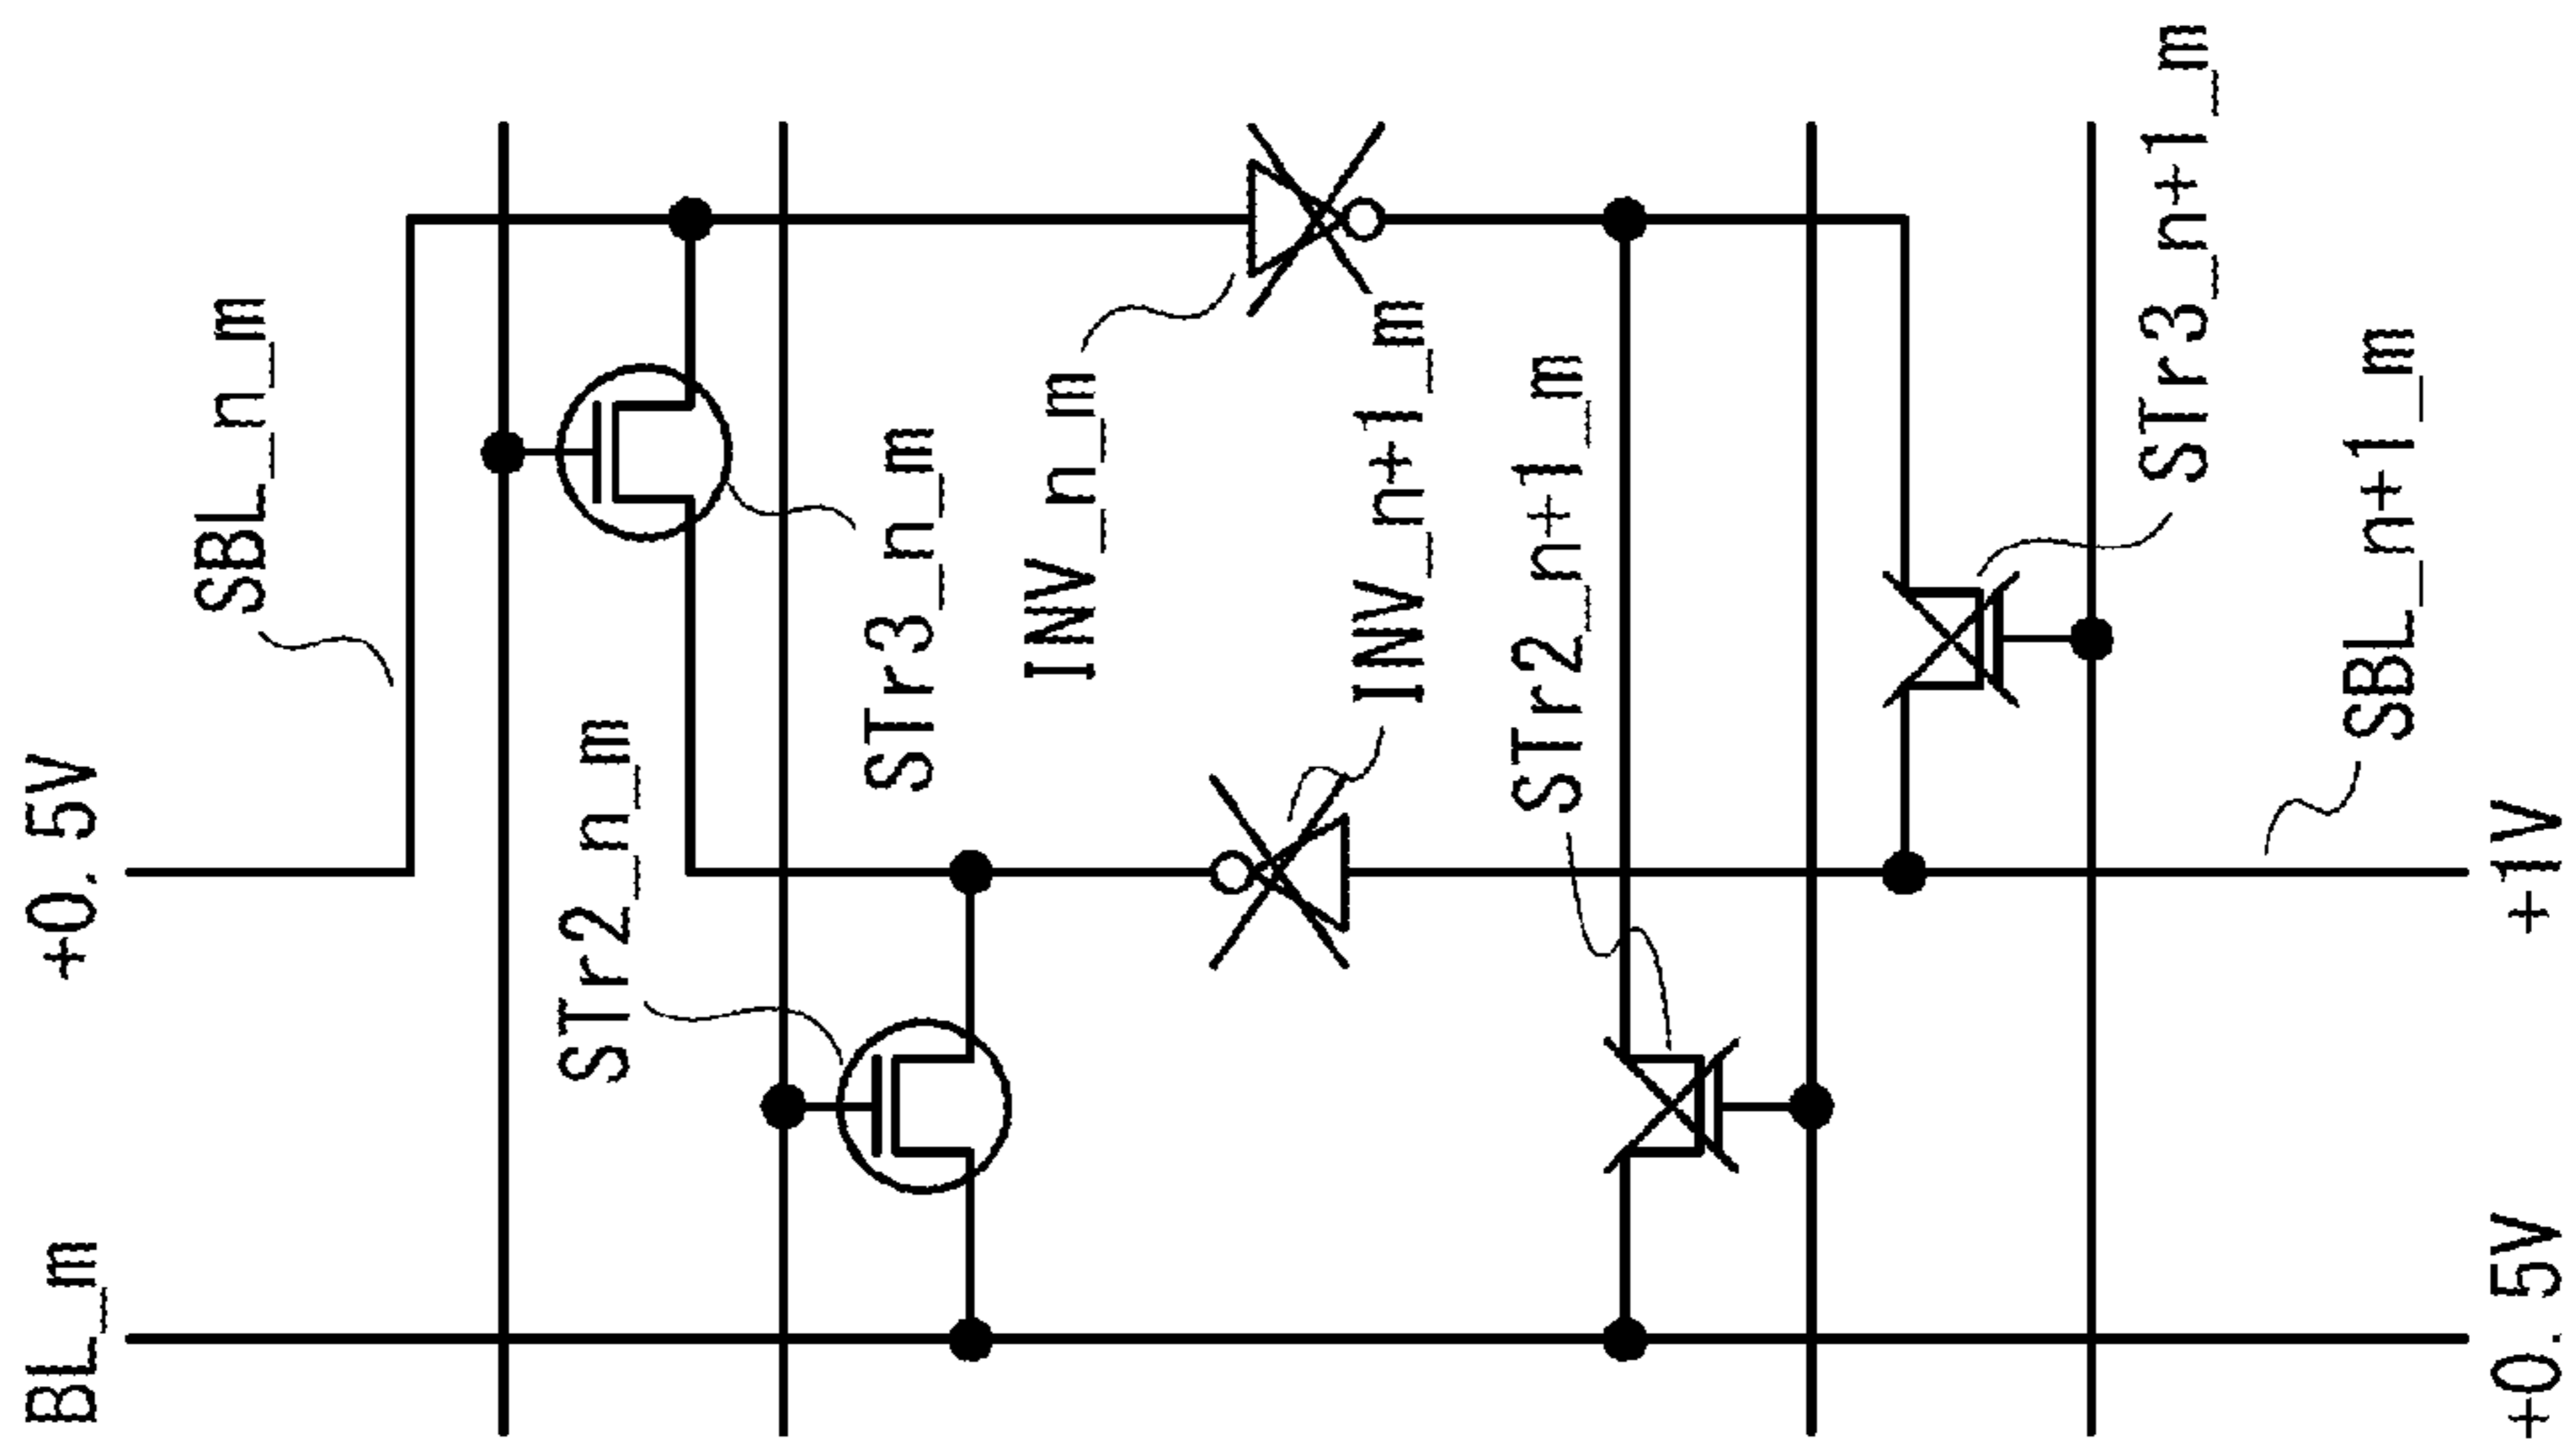 BL_m
+0.5V
SBL_n_m
STr2_n_m
STr3_n_m
INV_n_m
INV_n+1_m
STr2_n+1_m
STr3_n+1_m
SBL_n+1_m
+0.5V
+1V